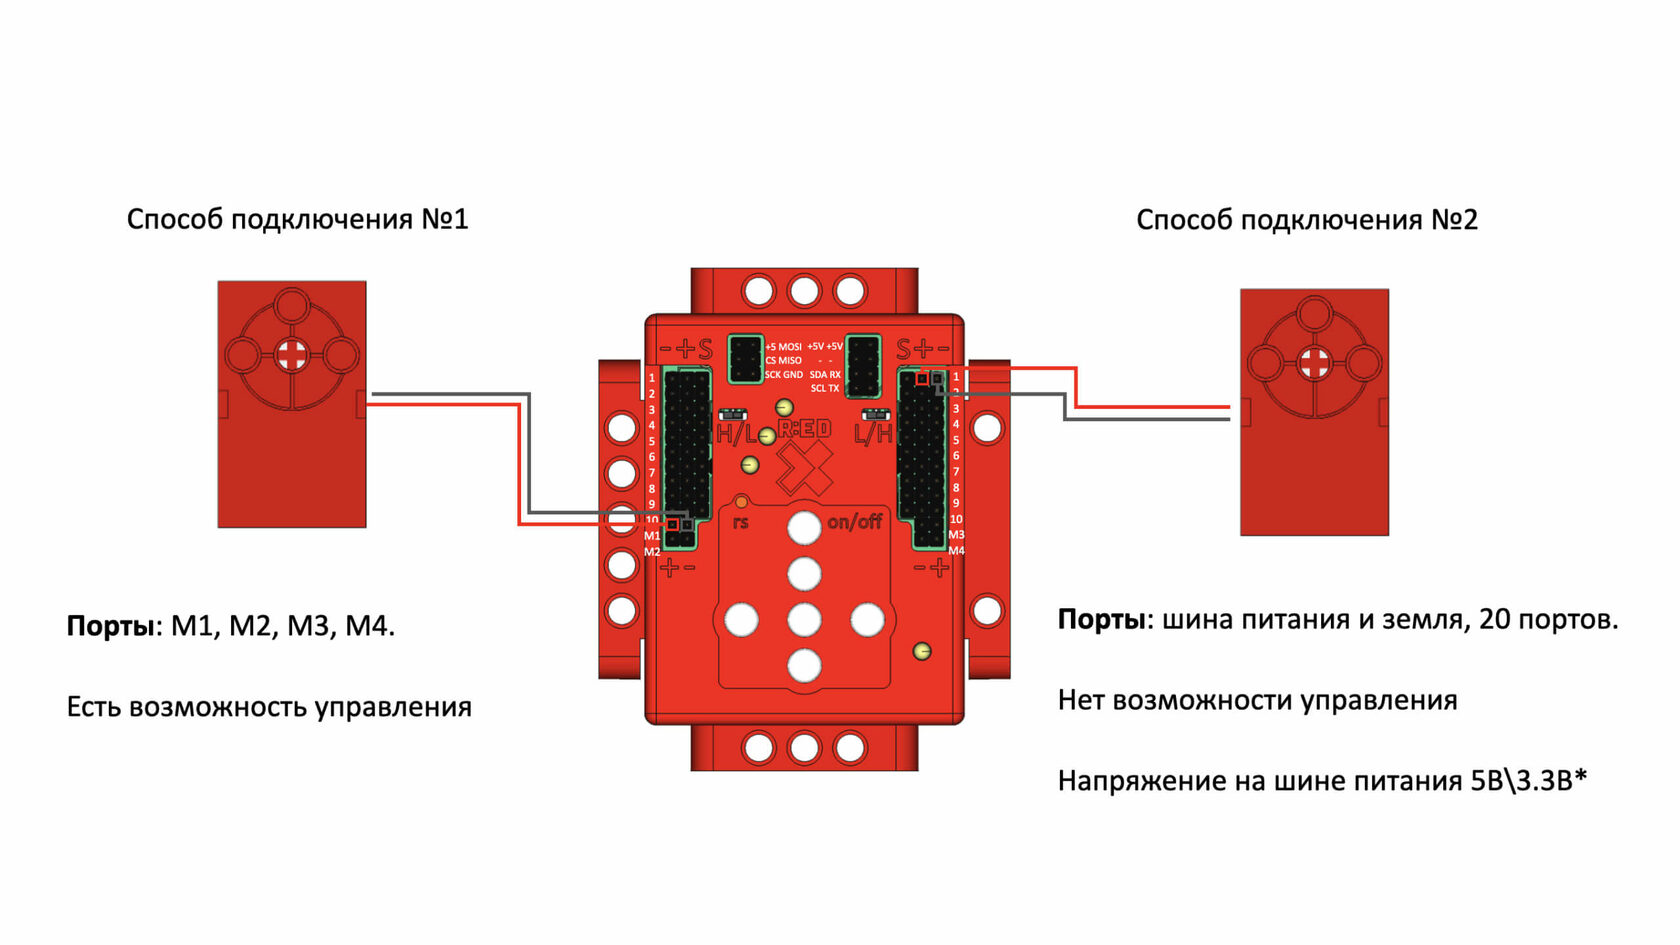 Способ подключения №1
Способ подключения №2
-+S
+5 MOSI
CS MISO
SCK GND
+5V +5V
- -
SDA RX
SCL TX
S+-
1
2
3
4
5
6
7
8
9
10
M1
M2
1
2
3
4
5
6
7
8
9
10
M3
M4
H/L
R:ED
L/H
X
rs
on/off
+-
-+
Порты: M1, M2, M3, M4.
Есть возможность управления
Порты: шина питания и земля, 20 портов.
Нет возможности управления
Напряжение на шине питания 5В\3.3В*